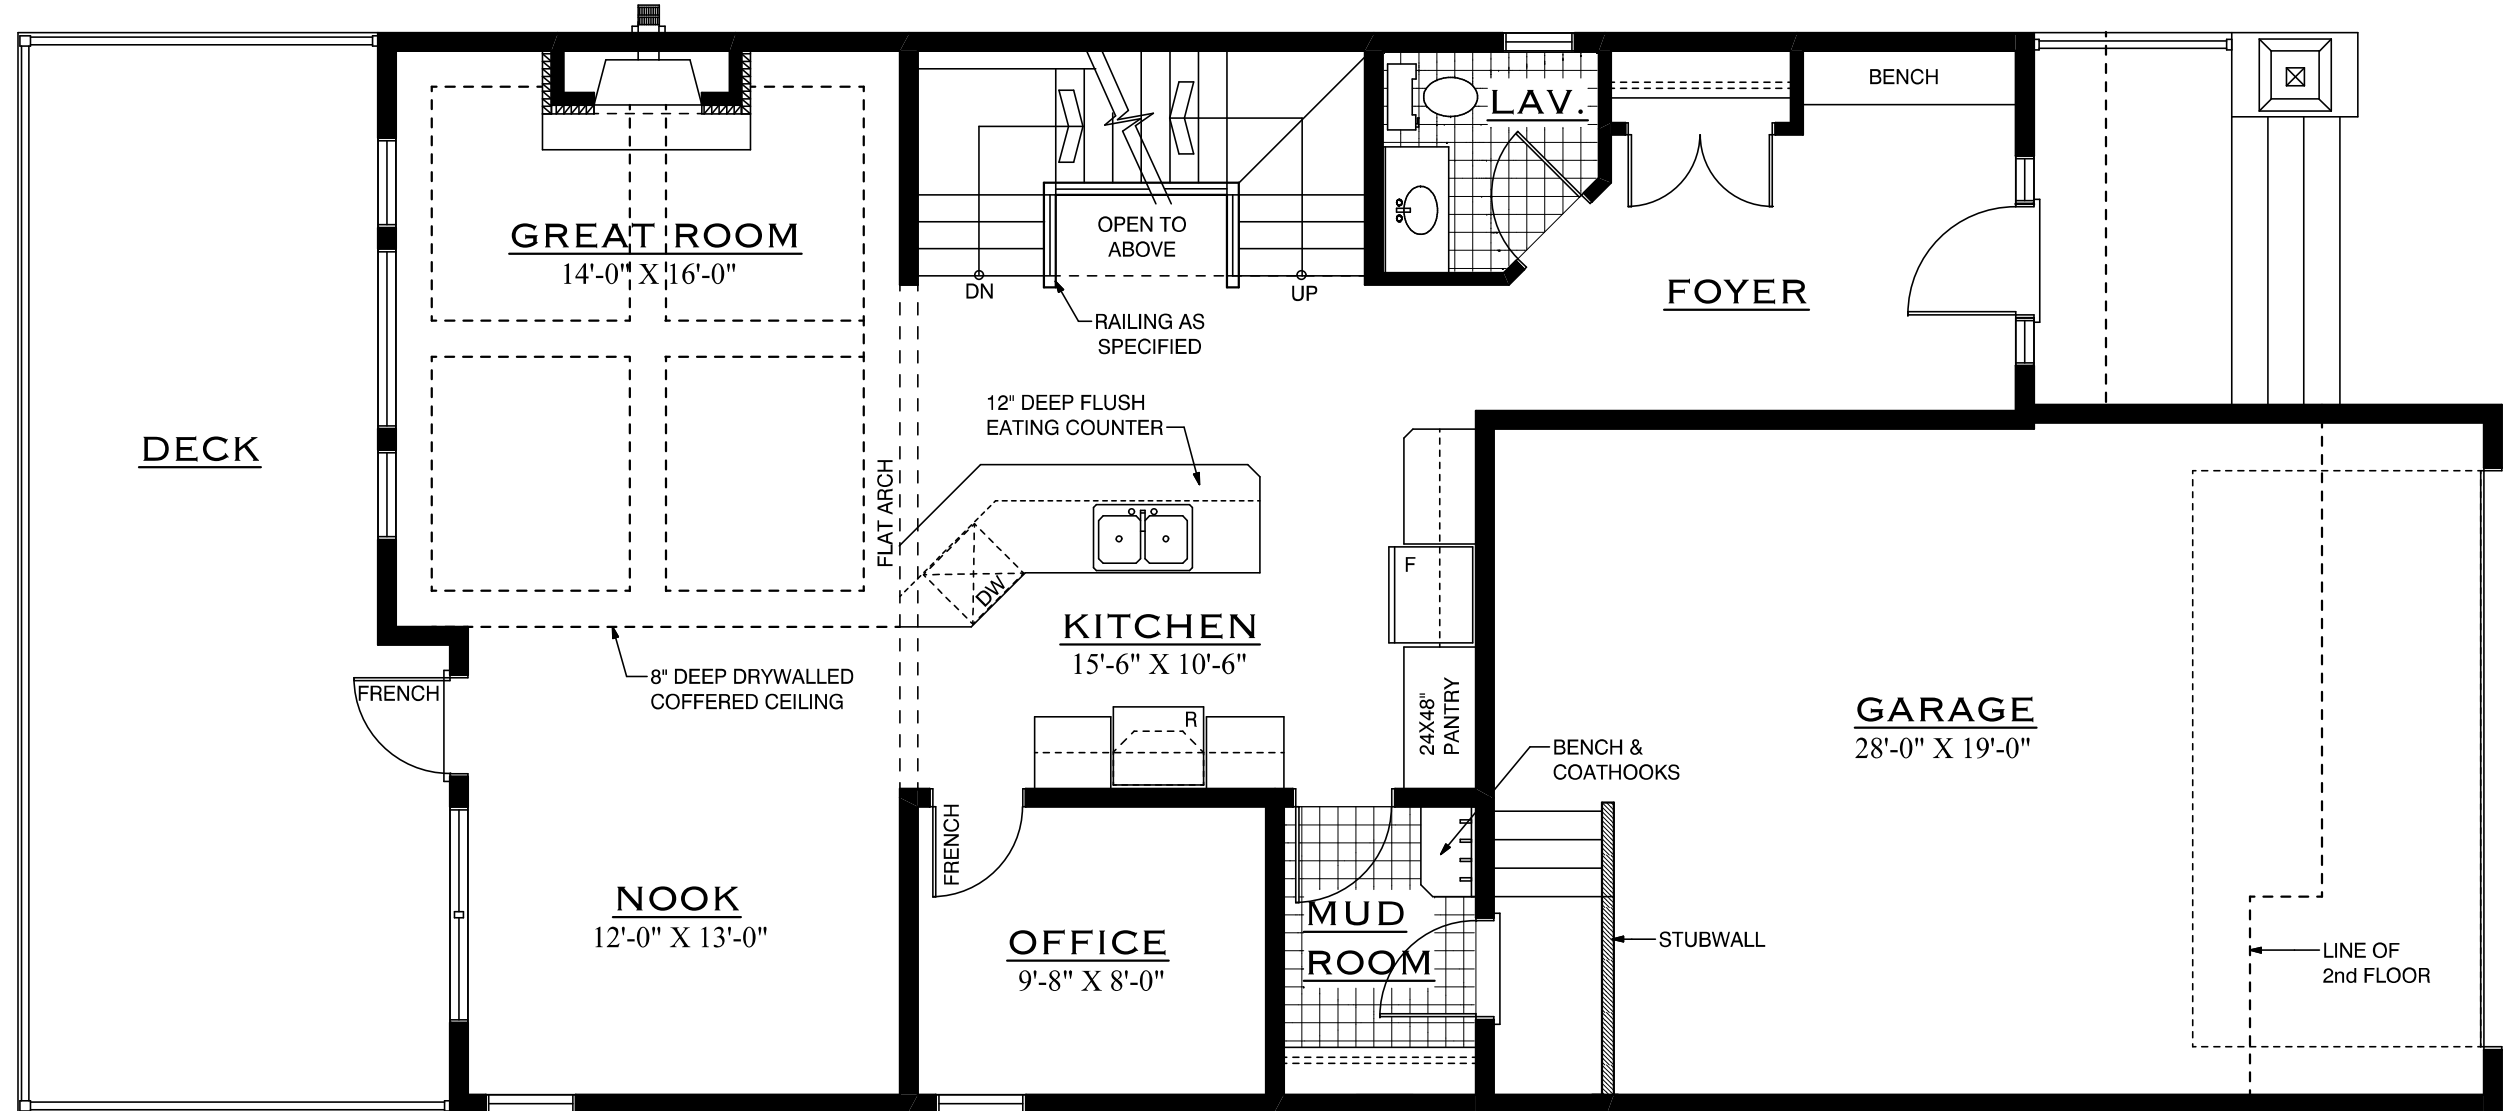 BENCH
LAV.
GREAT ROOM
14'-0" X 16'-0"
OPEN TO
ABOVE
DN
UP
FOYER
RAILING AS
SPECIFIED
12" DEEP FLUSH
EATING COUNTER
DECK
FLAT ARCH
F
DW
KITCHEN
15'-6" X 10'-6"
8" DEEP DRYWALLED
COFFERED CEILING
FRENCH
R
24X48"
PANTRY
GARAGE
28'-0" X 19'-0"
BENCH &
COATHOOKS
FRENCH
NOOK
12'-0" X 13'-0"
OFFICE
9'-8" X 8'-0"
MUD
ROOM
STUBWALL
LINE OF
2nd FLOOR